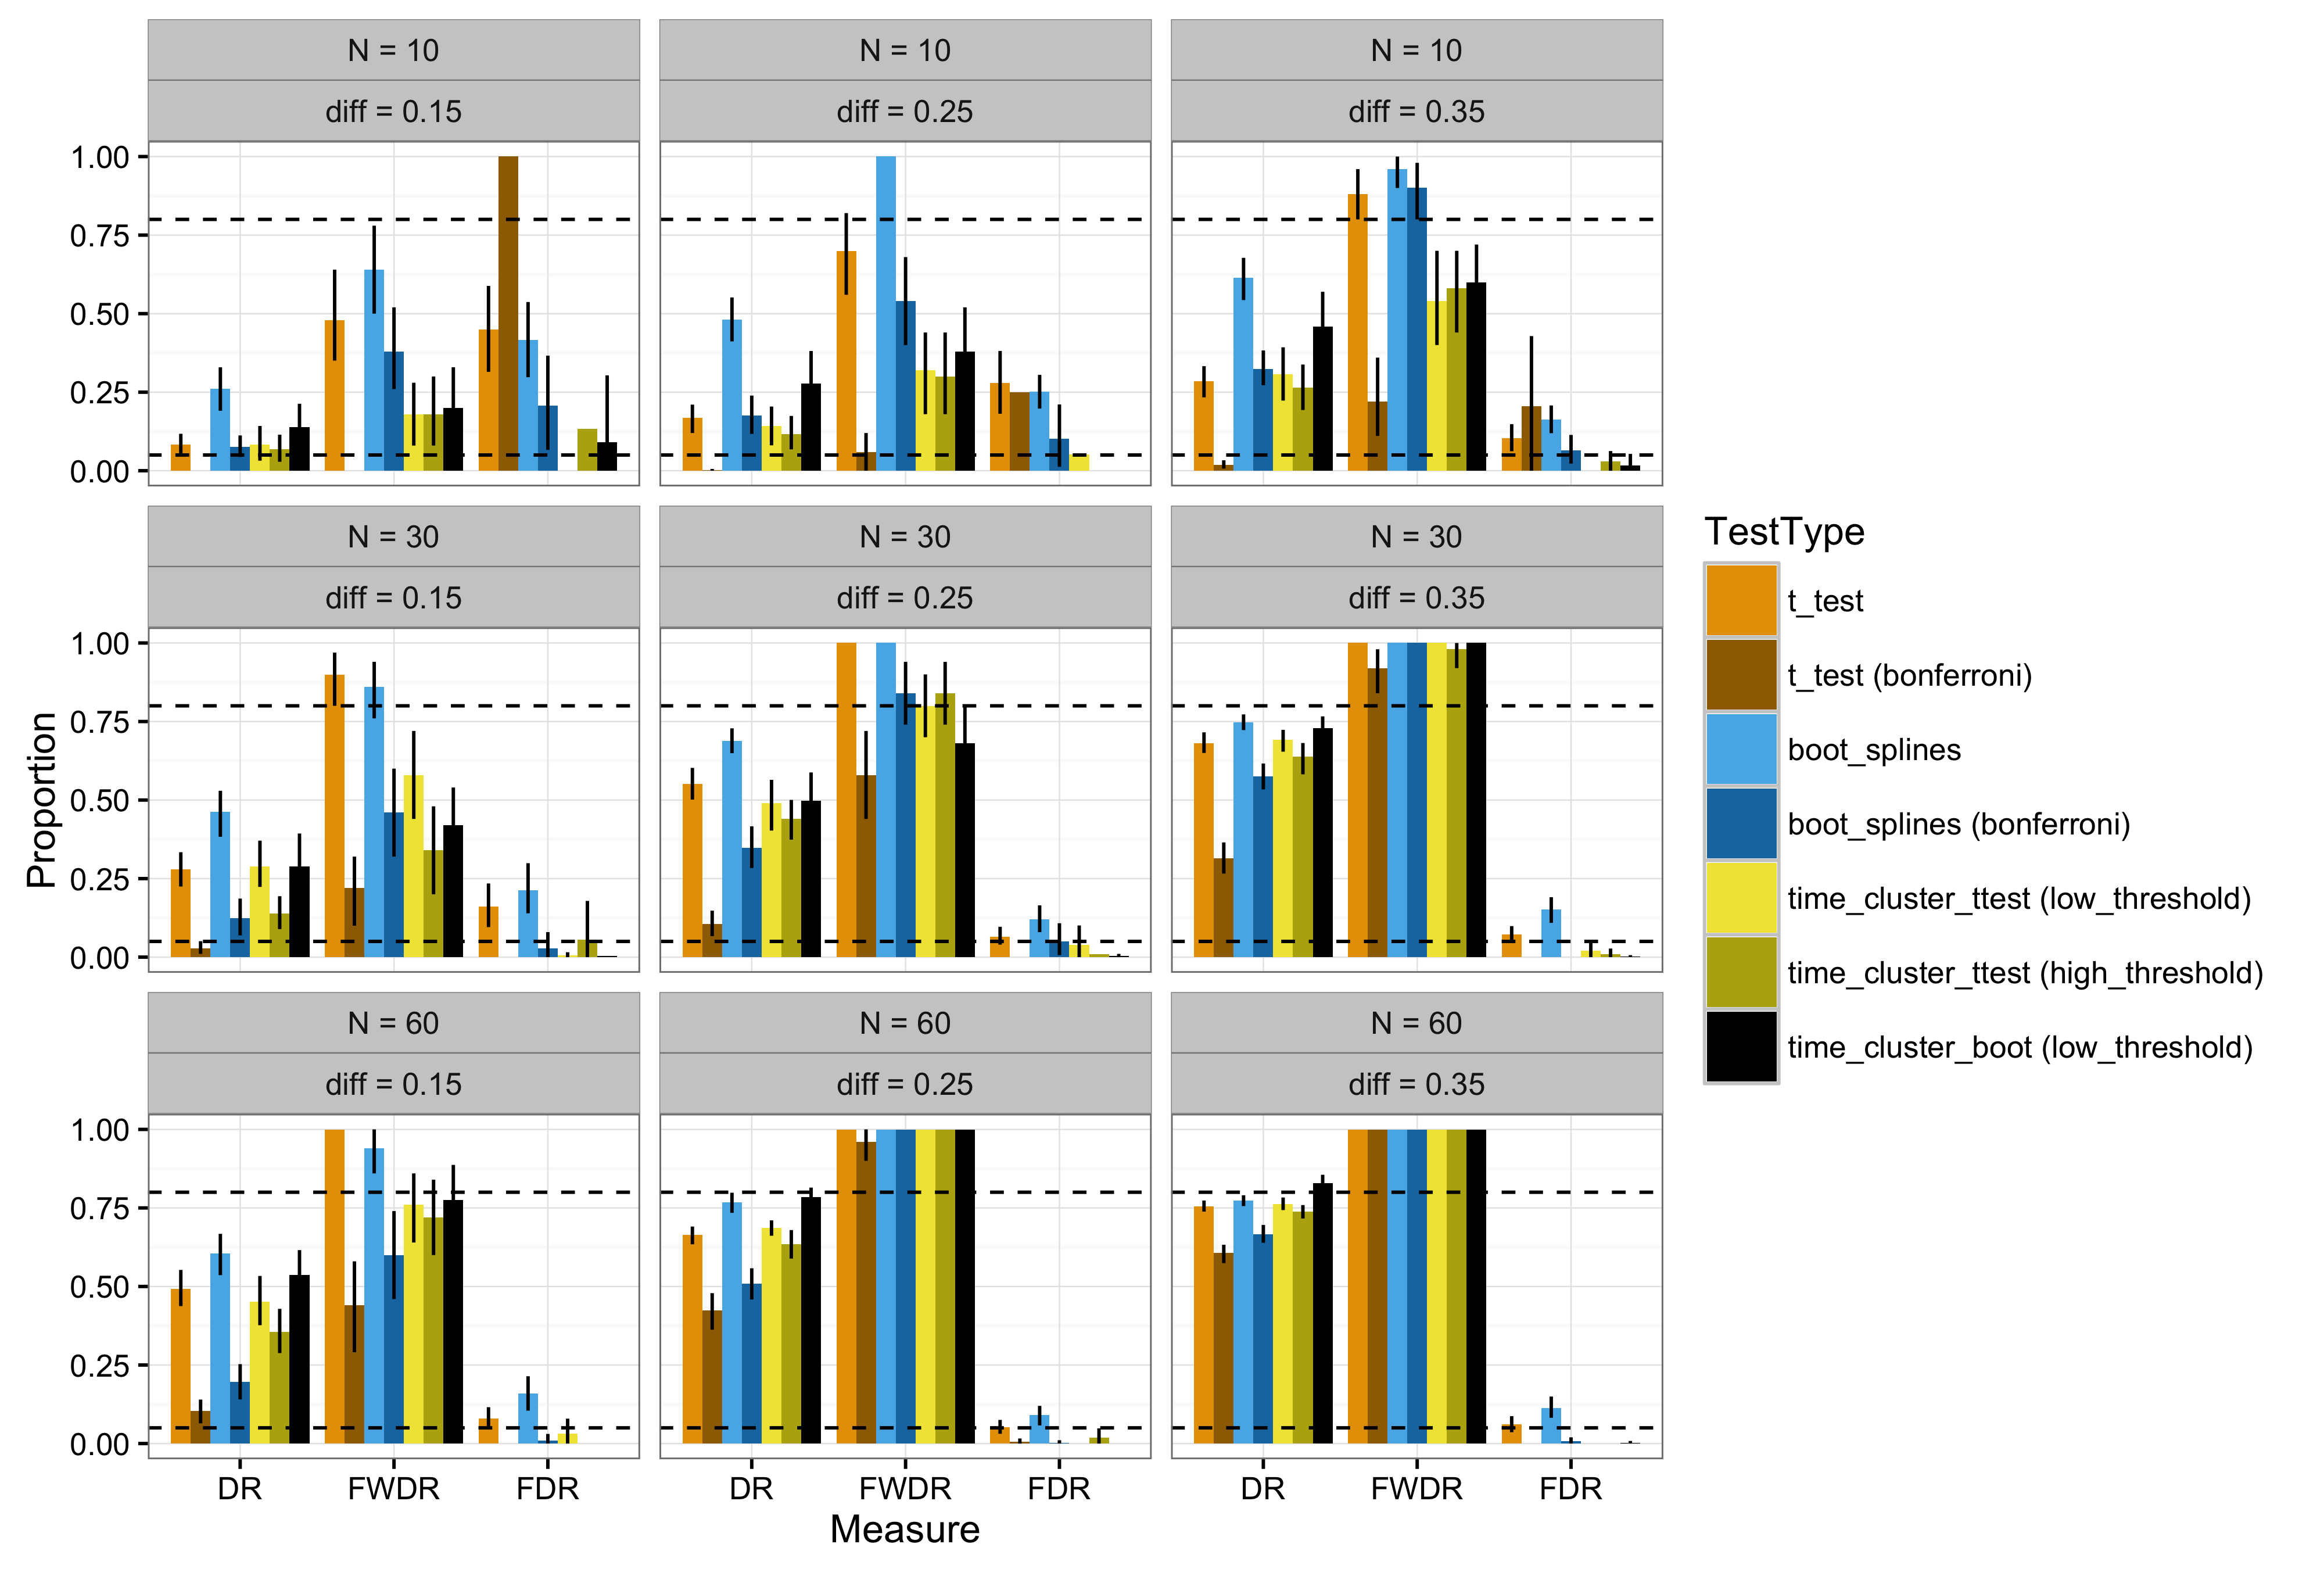 N = 10
N = 10
N = 10
diff = 0.15
diff = 0.25
diff = 0.35
1.00
0.75
0.50
0.25
0.00
N = 30
N = 30
N = 30
diff = 0.15
diff = 0.25
diff = 0.35
1.00
0.75
0.50
0.25
0.00
N = 60
N = 60
N = 60
diff = 0.15
diff = 0.25
diff = 0.35
1.00
0.75
0.50
0.25
0.00
Proportion
DR FWDR FDR
DR FWDR FDR
DR FWDR FDR
Measure
TestType
t_test
t_test (bonferroni)
boot_splines
boot_splines (bonferroni)
time_cluster_ttest (low_threshold)
time_cluster_ttest (high_threshold)
time_cluster_boot (low_threshold)